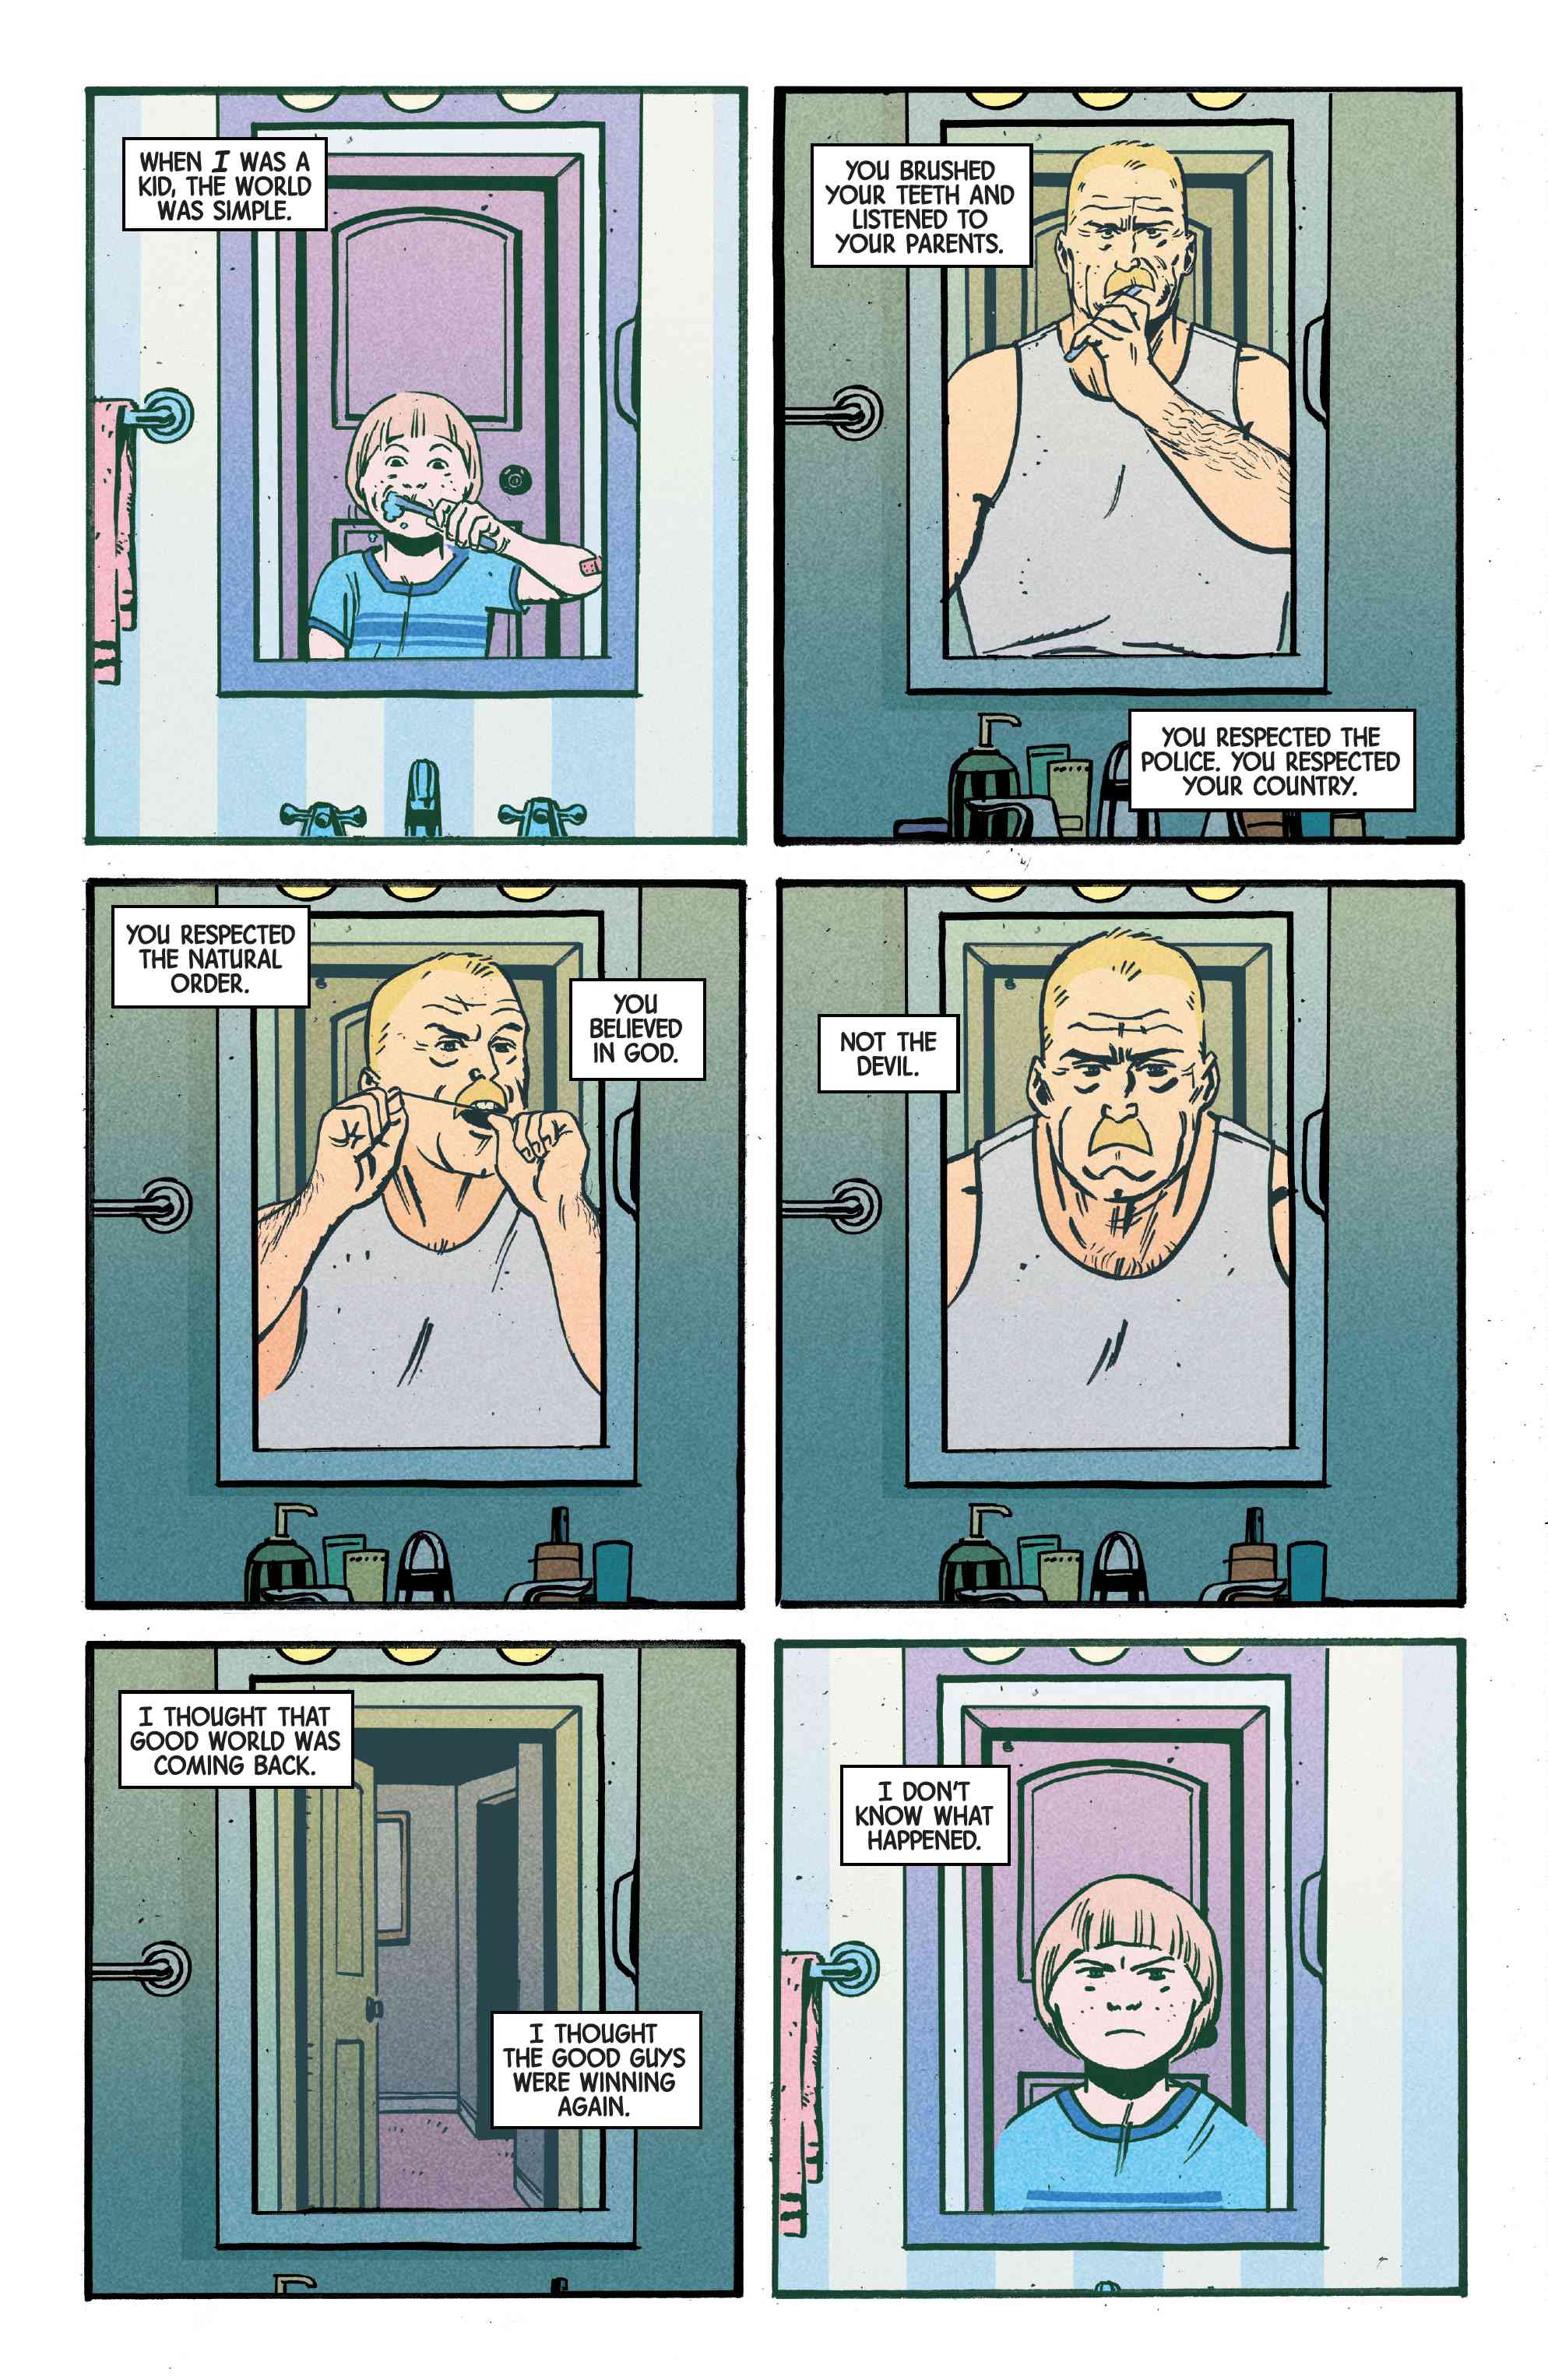 WHEN I WAS A
KID, THE WORLD
WAS SIMPLE.
YOU BRUSHED
YOUR TEETH AND
LISTENED TO
YOUR PARENTS.
YOU RESPECTED THE
POLICE. YOU RESPECTED
YOUR COUNTRY.
YOU RESPECTED
THE NATURAL
ORDER.
YOU
BELIEVED
IN GOD.
NOT THE
DEVIL.
I THOUGHT THAT
GOOD WORLD WAS
COMING BACK.
I THOUGHT
THE GOOD GUYS
WERE WINNING
AGAIN.
I DON'T
KNOW WHAT
HAPPENED.